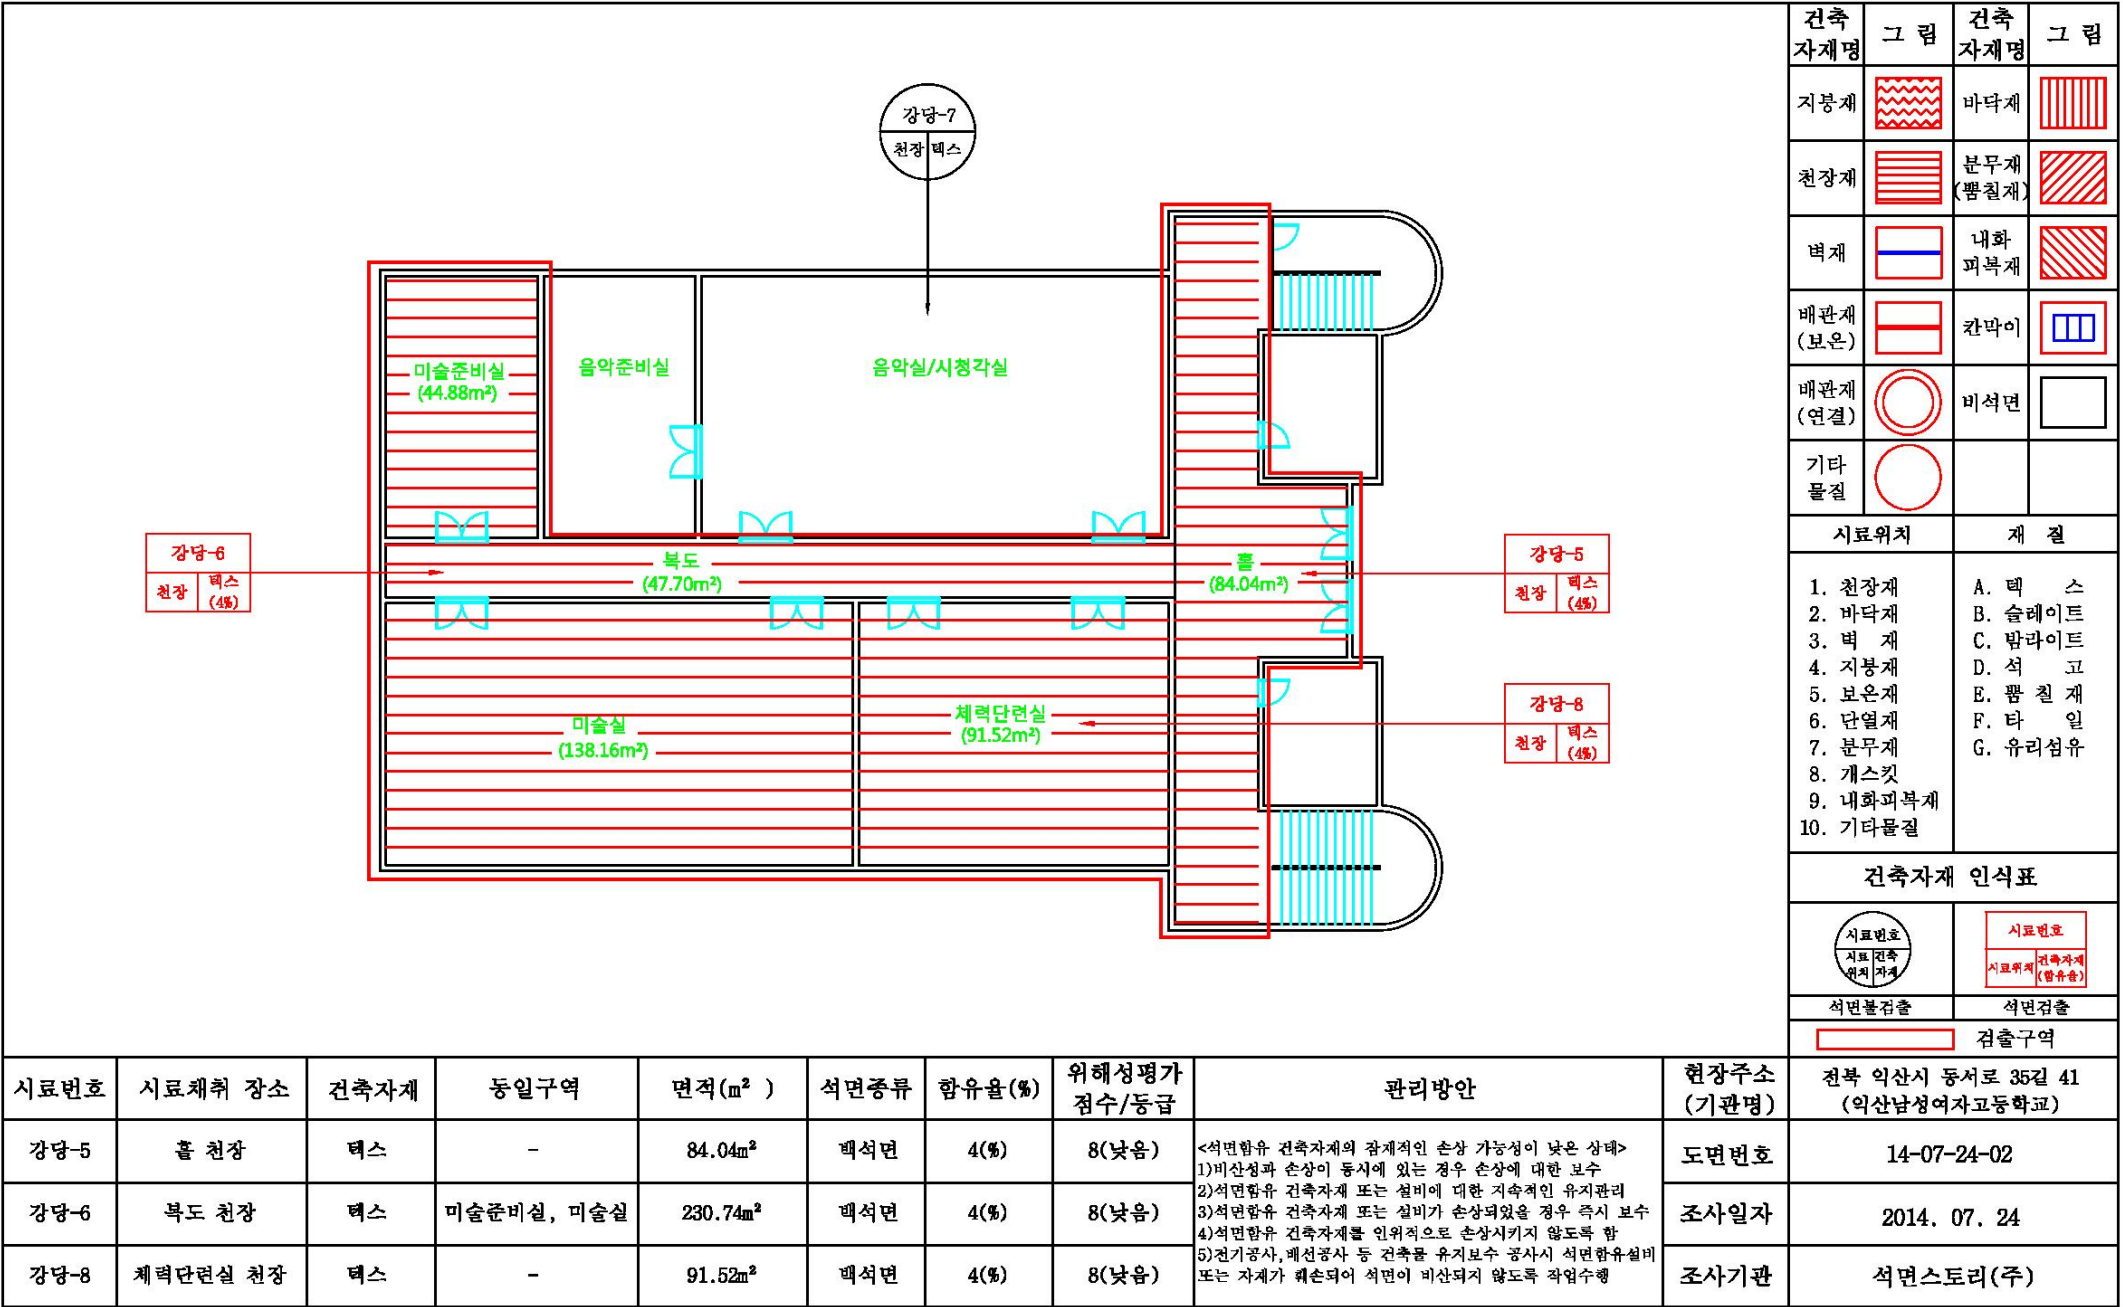 강당-7
천장 텍스
미술준비실
(44.88m²)
음악준비실
음악실/시청각실
강당-6
천장
텍스
(4%)
복도
(47.70m²)
홀
(84.04m²)
강당-5
천장
텍스
(4%)
미술실
(138.16m²)
체력단련실
(91.52m²)
강당-8
천장
텍스
(4%)
건축
자재명
그 림
건축
자재명
그 림
지붕재
바닥재
천장재
분무재
(뿜칠재)
벽재
내화
피복재
배관재
(보온)
칸막이
배관재
(연결)
비석면
기타
물질
시료위치
재 질
1. 천장재
2. 바닥재
3. 벽 재
4. 지붕재
5. 보온재
6. 단열재
7. 분무재
8. 개스킷
9. 내화피복재
10. 기타물질
A. 텍 스
B. 슬레이트
C. 밤라이트
D. 석 고
E. 뿜 칠 재
F. 타 일
G. 유리섬유
건축자재 인식표
시료번호
시료
위치
건축
자재
시료번호
시료위치
건축자재
(함유율)
석면불검출
석면검출
검출구역
시료번호 시료채취 장소 건축자재 동일구역 면적(m² ) 석면종류 함유율(%) 위해성평가 점수/등급 관리방안
강당-5 홀 천장 텍스 - 84.04m² 백석면 4(%) 8(낮음)
강당-6 복도 천장 텍스 미술준비실, 미술실 230.74m² 백석면 4(%) 8(낮음)
강당-8 체력단련실 천장 텍스 - 91.52m² 백석면 4(%) 8(낮음)
<석면함유 건축자재의 잠재적인 손상 가능성이 낮은 상태>
1)비산성과 손상이 동시에 있는 경우 손상에 대한 보수
2)석면함유 건축자재 또는 설비에 대한 지속적인 유지관리
3)석면함유 건축자재 또는 설비가 손상되었을 경우 즉시 보수
4)석면함유 건축자재를 인위적으로 손상시키지 않도록 함
5)전기공사,배선공사 등 건축물 유지보수 공사시 석면함유설비
또는 자재가 훼손되어 석면이 비산되지 않도록 작업수행
현장주소
(기관명)
전북 익산시 동서로 35길 41
(익산남성여자고등학교)
도면번호
14-07-24-02
조사일자
2014. 07. 24
조사기관
석면스토리(주)